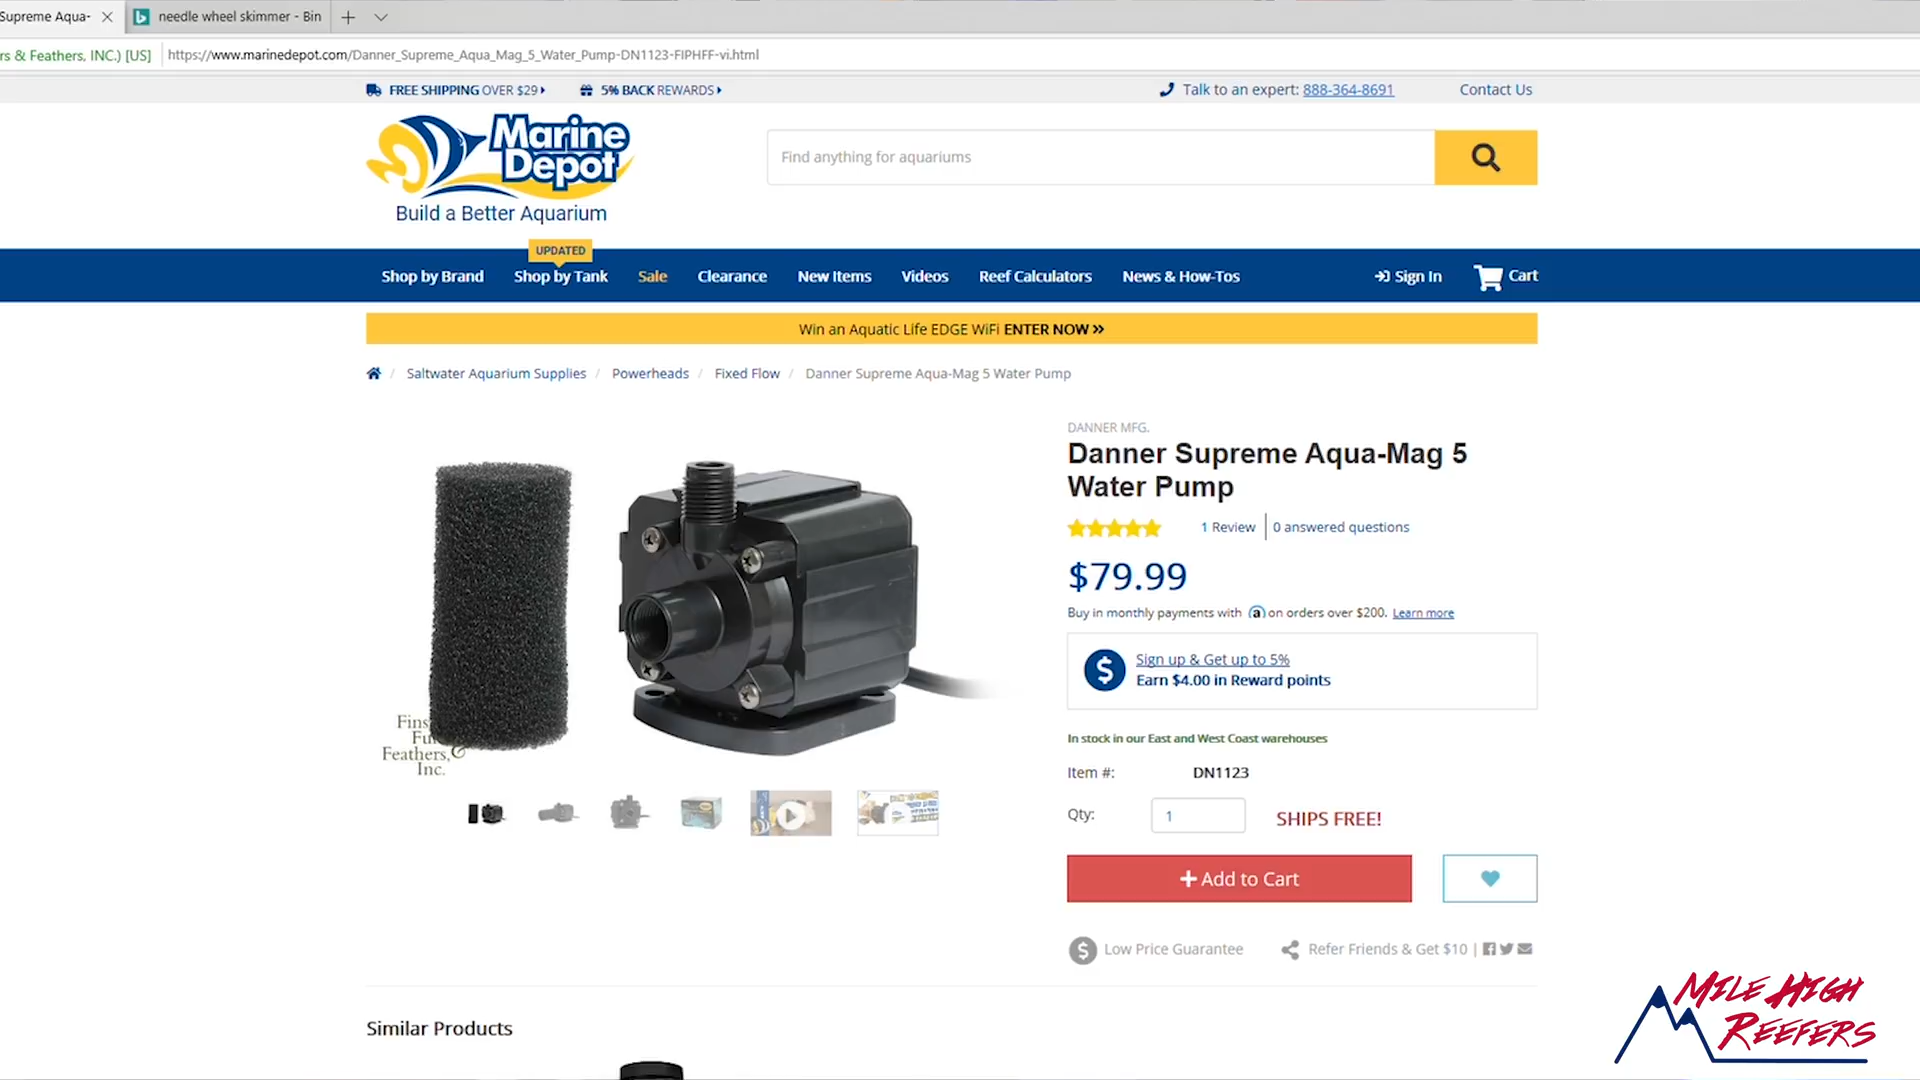 Supreme Aqua-
needle wheel skimmer - Bin
rs & Feathers, INC.) [US]
https://www.marinedepot.com/Danner_Supreme_Aqua_Mag_5_Water_Pump-DN1123-FIPHFF-vi.html
FREE SHIPPING OVER $29
5% BACK REWARDS
Talk to an expert: 888-364-8691
Contact Us
Marine
Depot
Build a Better Aquarium
Find anything for aquariums
UPDATED
Shop by Brand
Shop by Tank
Sale
Clearance
New Items
Videos
Reef Calculators
News & How-Tos
Sign In
Cart
Win an Aquatic Life EDGE WiFi ENTER NOW »
/ Saltwater Aquarium Supplies / Powerheads / Fixed Flow / Danner Supreme Aqua-Mag 5 Water Pump
DANNER MFG.
Danner Supreme Aqua-Mag 5
Water Pump
1 Review
0 answered questions
$79.99
Buy in monthly payments with a on orders over $200. Learn more
$
Sign up & Get up to 5%
Earn $4.00 in Reward points
Fins
Fu
Feathers, &
Inc.
In stock in our East and West Coast warehouses
Item #: DN1123
Qty: 1
SHIPS FREE!
Add to Cart
$ Low Price Guarantee
Refer Friends & Get $10 |
Similar Products
MILE HIGH
REEFERS